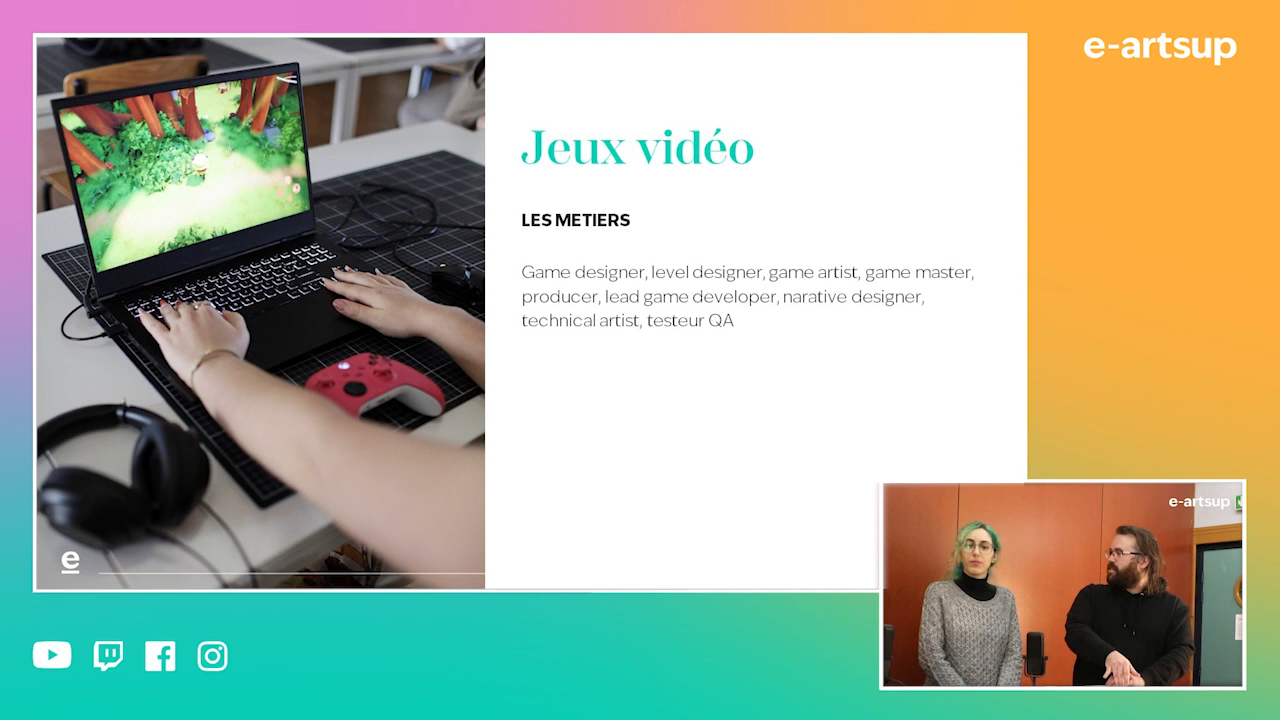 e-artsup
Jeux vidéo
LES METIERS
Game designer, level designer, game artist, game master,
producer, lead game developer, narative designer,
technical artist, testeur QA
e
e-artsup